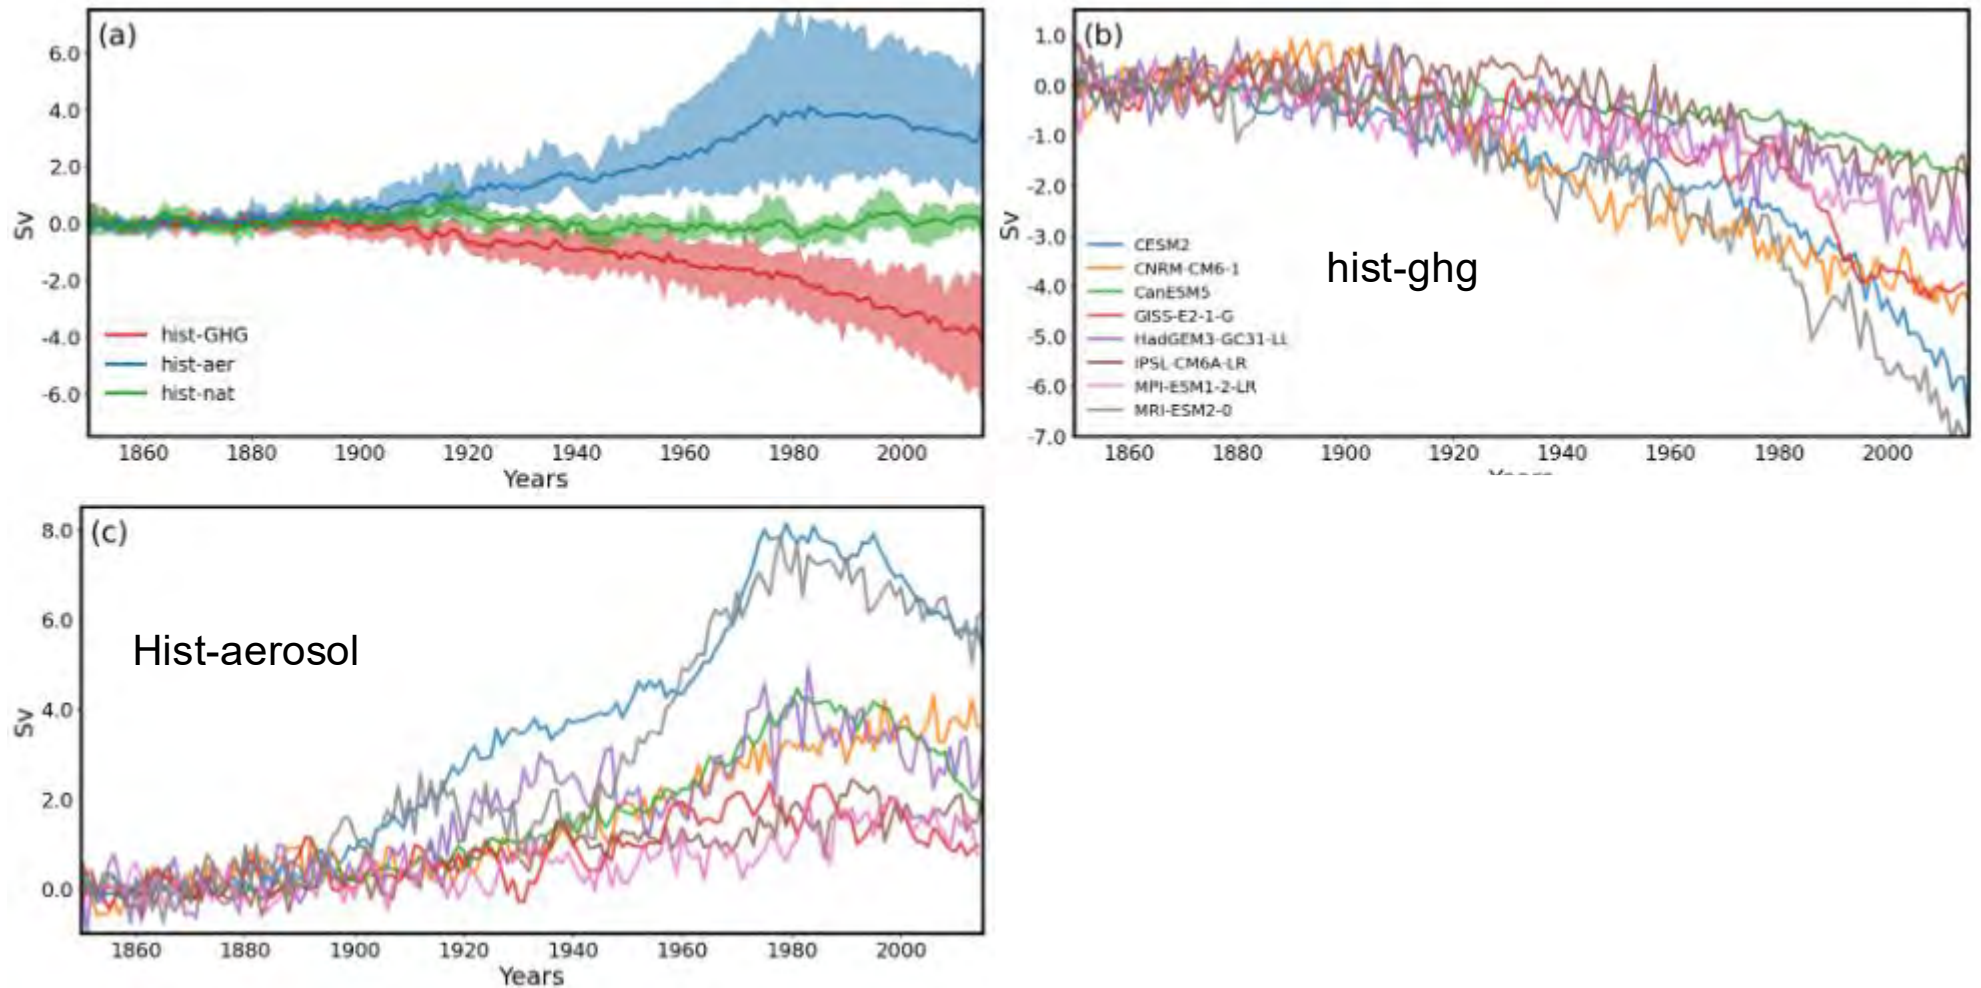 (a)
6.0
4.0
2.0
0.0
-2.0
-4.0
-6.0
Sv
hist-GHG
hist-aer
hist-nat
1860 1880 1900 1920 1940 1960 1980 2000
Years
(b)
1.0
0.0
-1.0
-2.0
-3.0
-4.0
-5.0
-6.0
-7.0
Sv
CESM2
CNRM-CM6-1
CanESM5
GISS-E2-1-G
HadGEM3-GC31-LL
IPSL-CM6A-LR
MPI-ESM1-2-LR
MRI-ESM2-0
hist-ghg
1860 1880 1900 1920 1940 1960 1980 2000
Years
(c)
8.0
6.0
4.0
2.0
0.0
Sv
Hist-aerosol
1860 1880 1900 1920 1940 1960 1980 2000
Years